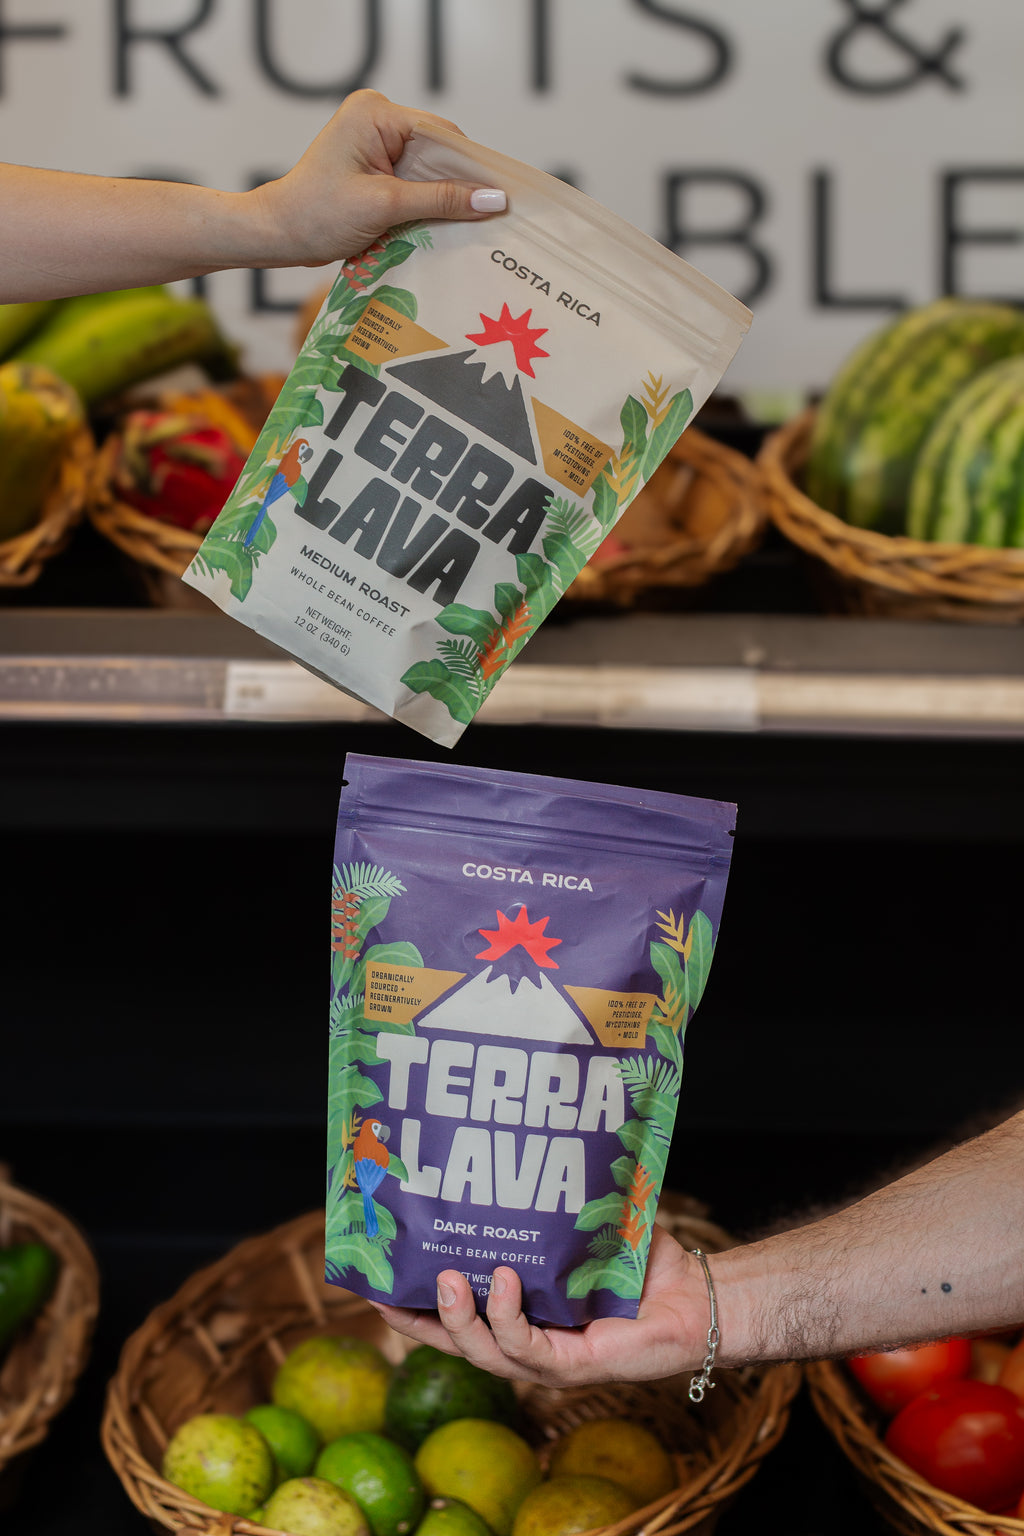 FRUITS &
BLE
COSTA RICA
ORGANICALLY
SOURCED +
REGENERATIVELY
GROWN
100% FREE OF
PESTICIDES,
MYCOTOXINS
+ MOLD
TERRA
LAVA
MEDIUM ROAST
WHOLE BEAN COFFEE
NET WEIGHT:
12 OZ (340 G)
COSTA RICA
ORGANICALLY
SOURCED +
REGENERATIVELY
GROWN
100% FREE OF
PESTICIDES,
MYCOTOXINS
+ MOLD
TERRA
LAVA
DARK ROAST
WHOLE BEAN COFFEE